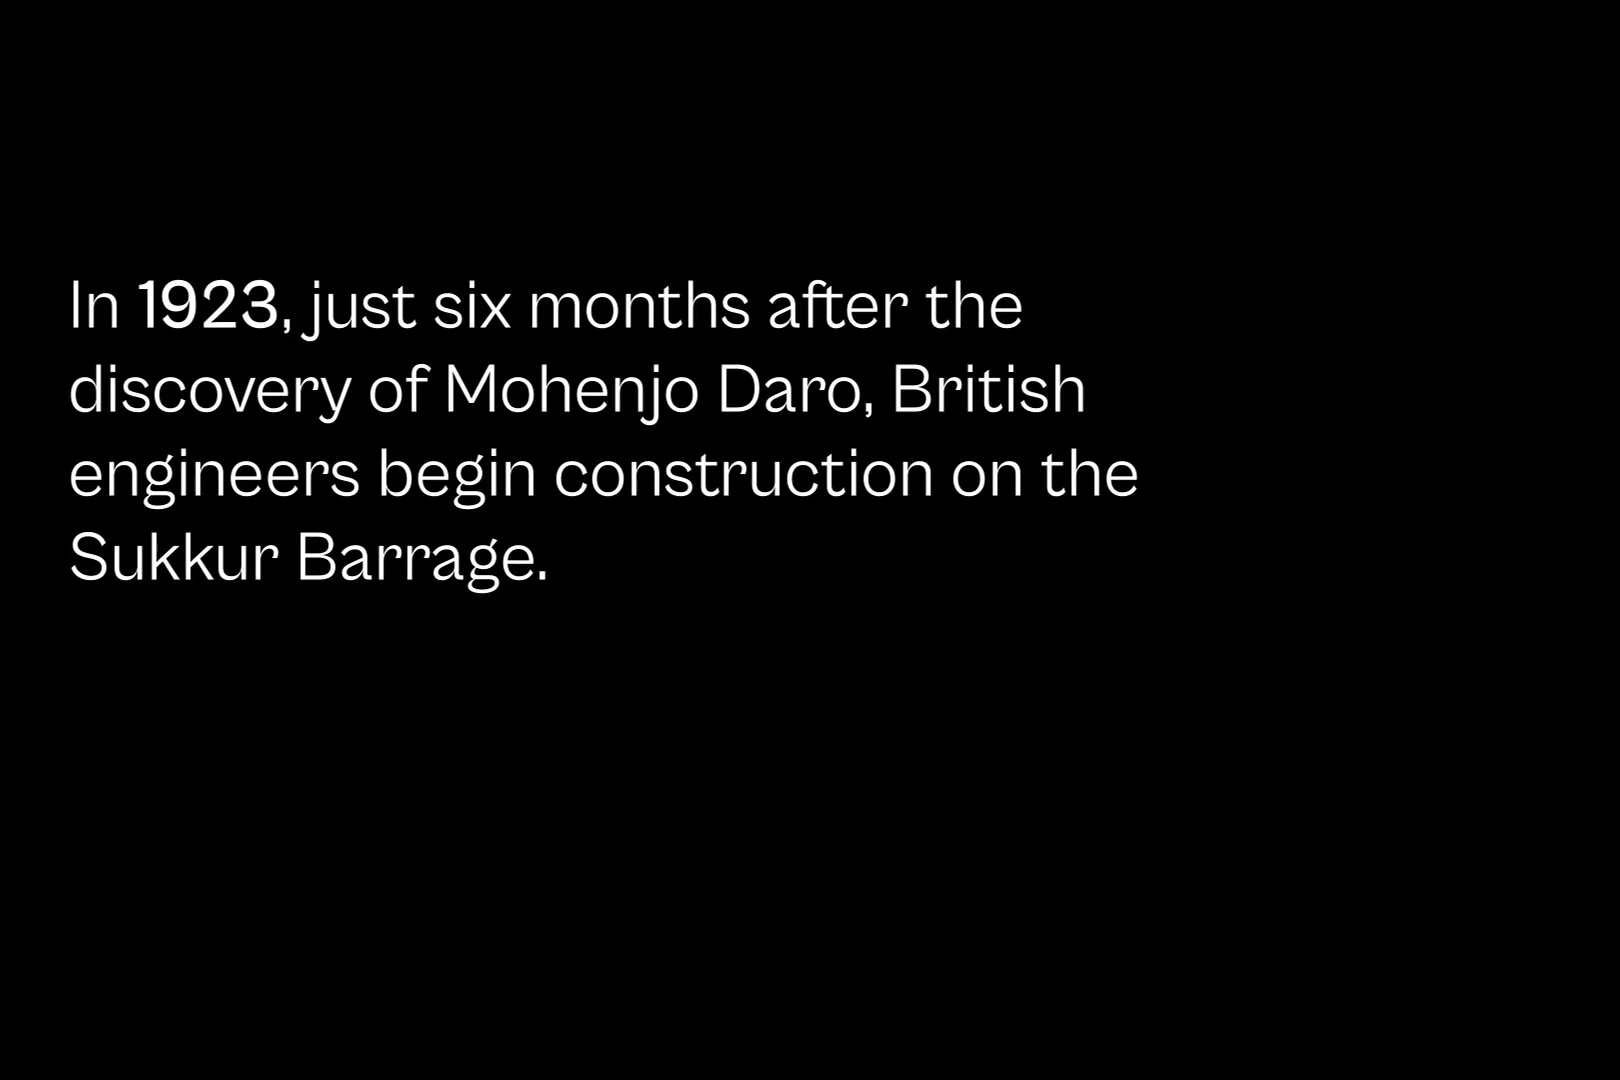 In 1923, just six months after the
discovery of Mohenjo Daro, British
engineers begin construction on the
Sukkur Barrage.